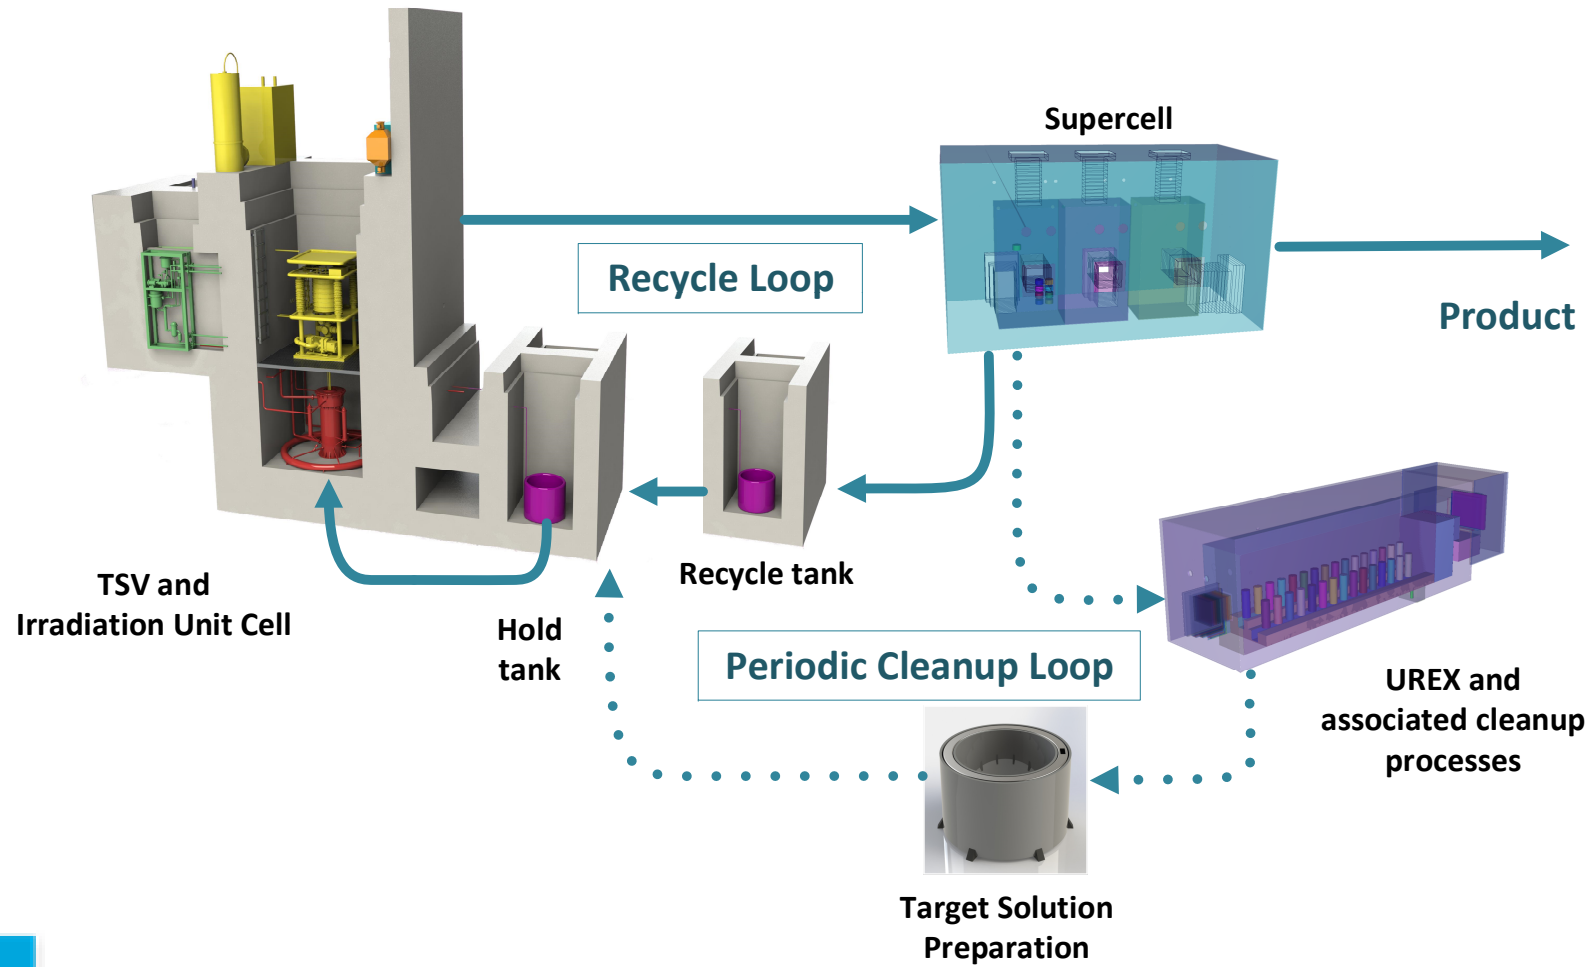 Supercell
Recycle Loop
Product
Recycle tank
TSV and
Irradiation Unit Cell
Hold
tank
Periodic Cleanup Loop
UREX and
associated cleanup
processes
Target Solution
Preparation